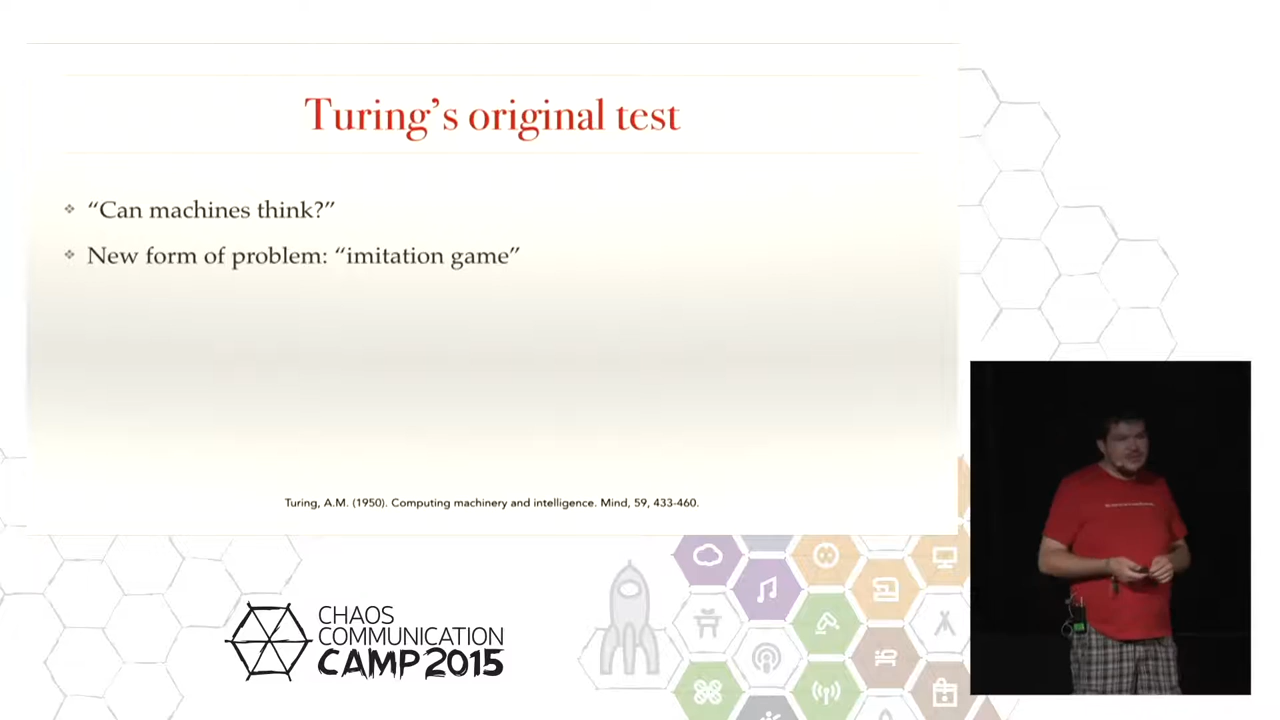 Turing’s original test
“Can machines think?”
New form of problem: “imitation game”
Turing, A.M. (1950). Computing machinery and intelligence. Mind, 59, 433-460.
CHAOS
COMMUNICATION
CAMP 2015